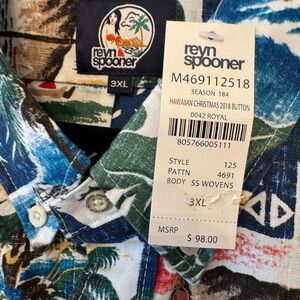 reyn
spooner
3XL
reyn
spooner
M469112518
SEASON 184
HAWAIIAN CHRISTMAS 2018 BUTTON
0042 ROYAL
805766005111
STYLE 125
PATTN 4691
BODY SS WOVENS
3XL
MSRP
$ 98.00